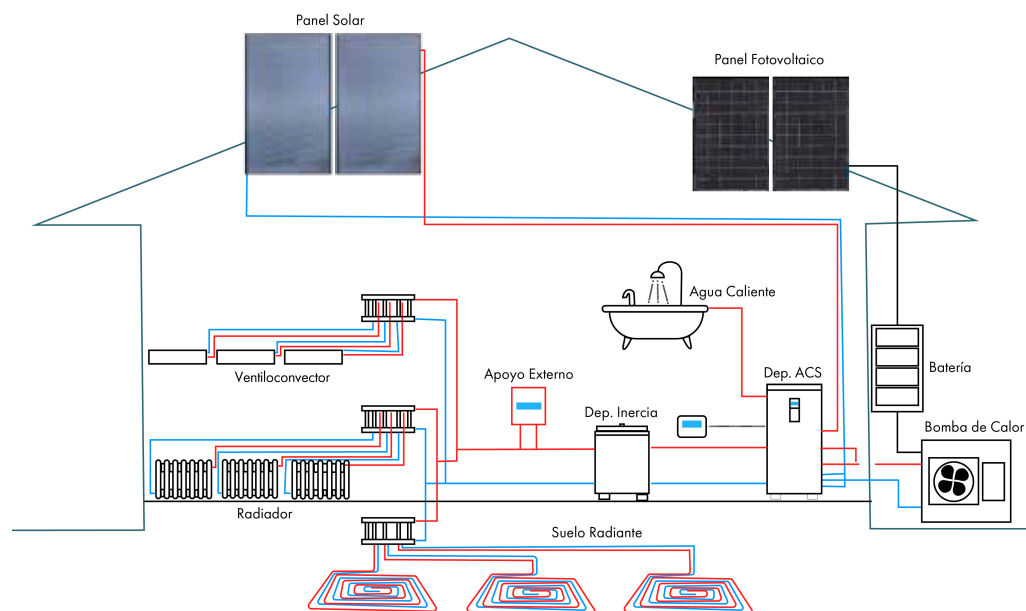 Panel Solar
Panel Fotovoltaico
Agua Caliente
Ventiloconvector
Apoyo Externo
Dep. ACS
Batería
Dep. Inercia
Bomba de Calor
Radiador
Suelo Radiante